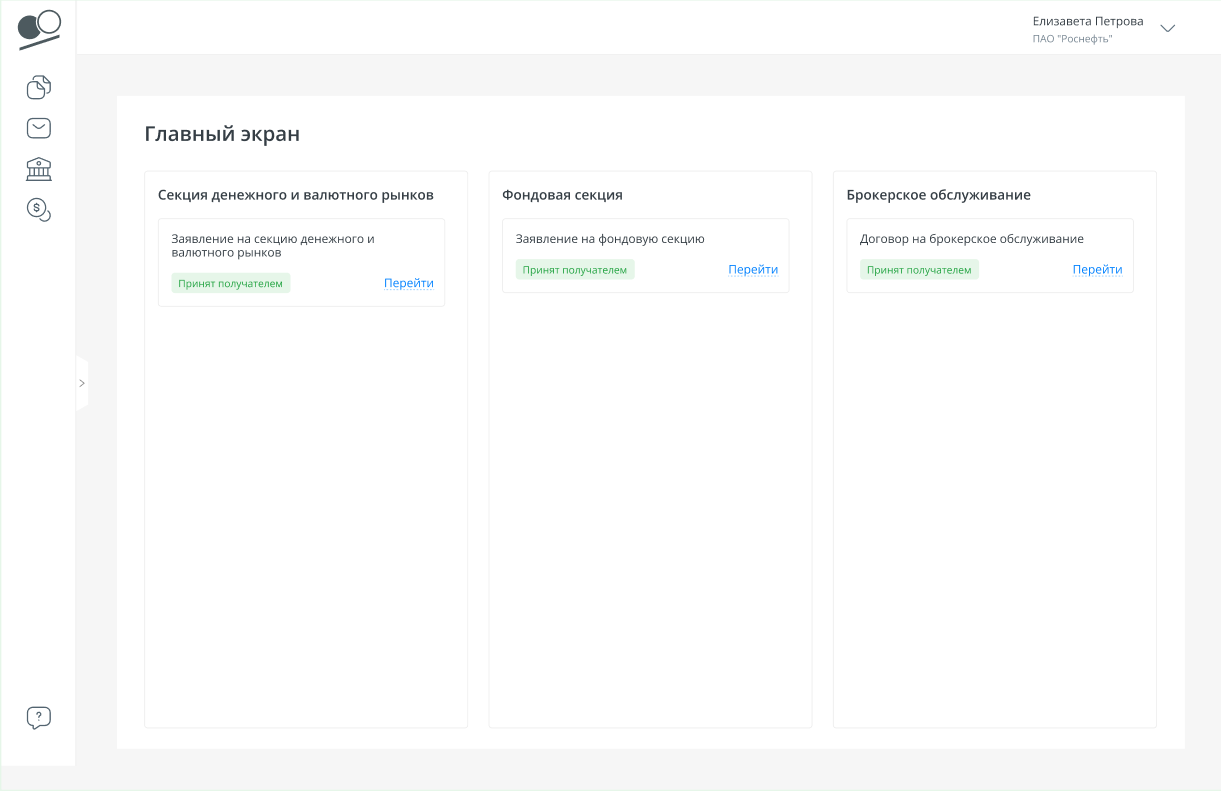 Елизавета Петрова
ПАО "Роснефть"
Главный экран
Секция денежного и валютного рынков
Заявление на секцию денежного и
валютного рынков
Принят получателем
Перейти
Фондовая секция
Заявление на фондовую секцию
Принят получателем
Перейти
Брокерское обслуживание
Договор на брокерское обслуживание
Принят получателем
Перейти